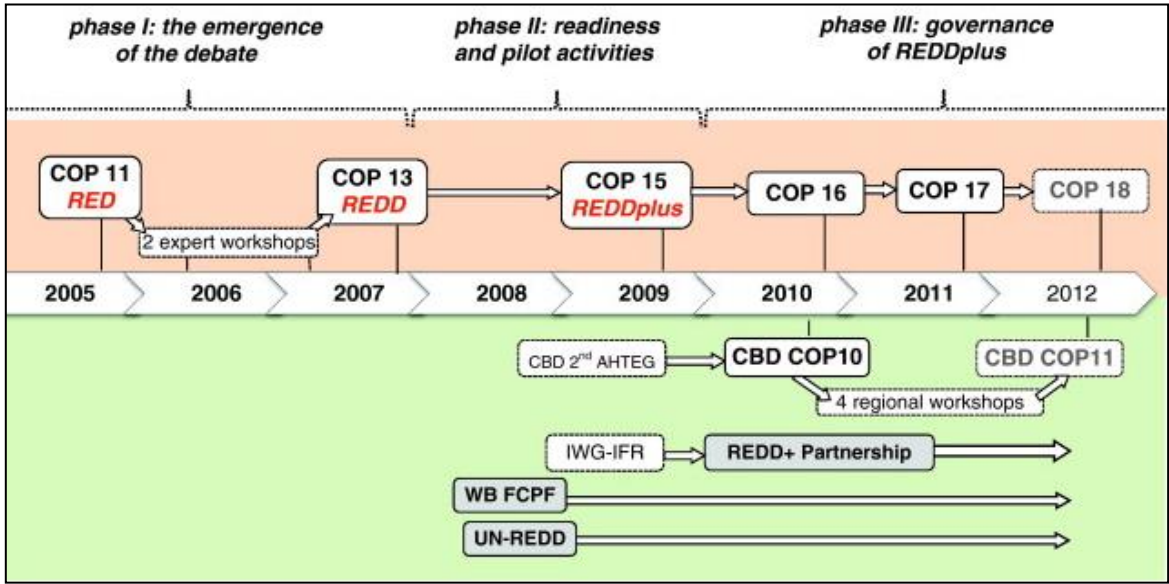 phase I: the emergence
of the debate
phase II: readiness
and pilot activities
phase III: governance
of REDDplus
COP 11
RED
2 expert workshops
COP 13
REDD
COP 15
REDDplus
COP 16
COP 17
COP 18
2005
2006
2007
2008
2009
2010
2011
2012
CBD 2nd AHTEG
CBD COP10
CBD COP11
4 regional workshops
IWG-IFR
REDD+ Partnership
WB FCPF
UN-REDD